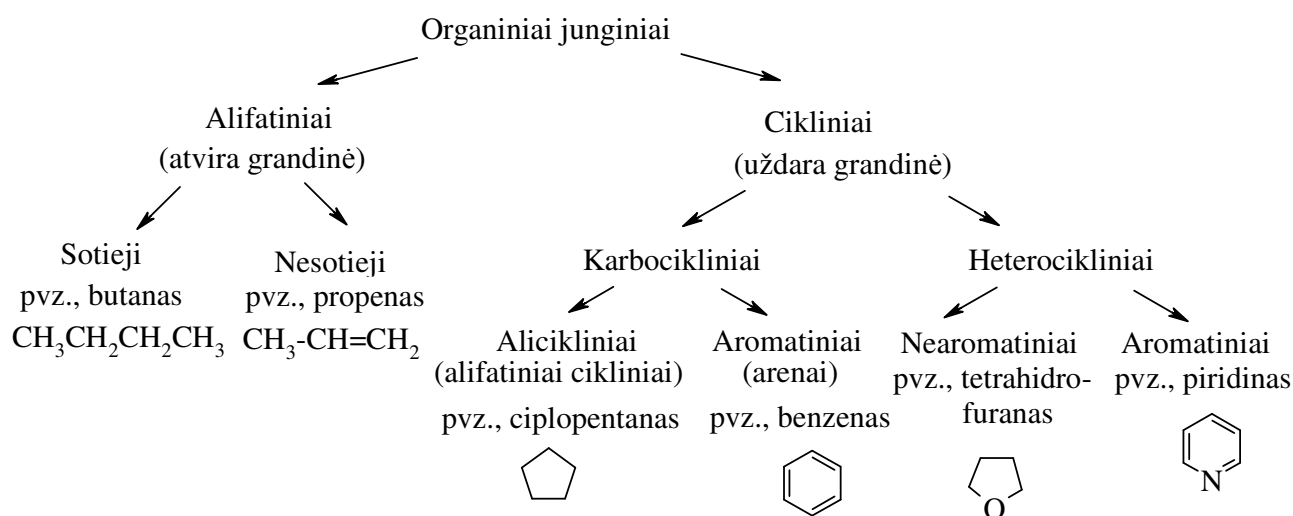 Organiniai junginiai
Alifatiniai
(atvira grandinė)
Cikliniai
(uždara grandinė)
Sotieji
pvz., butanas
CH₃CH₂CH₂CH₃
Nesotieji
pvz., propenas
CH₃-CH=CH₂
Karbocikliniai
Heterocikliniai
Alicikliniai
(alifatiniai cikliniai)
pvz., ciplopentanas
Aromatiniai
(arenai)
pvz., benzenas
Nearomatiniai
pvz., tetrahidro-
furanas
O
Aromatiniai
pvz., piridinas
N